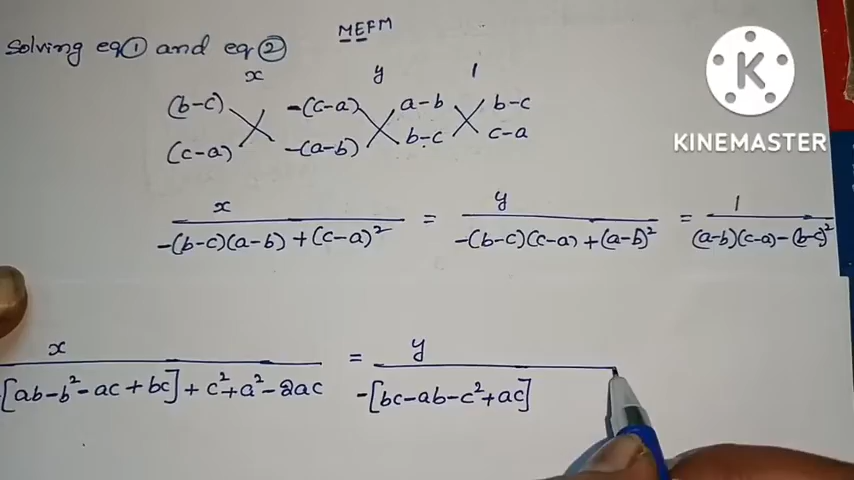 MEFM
Solving eq① and eq②
x y 1
(b-c) -(c-a) a-b b-c
(c-a) -(a-b) b-c c-a
K
KINEMASTER
x y 1
= =
-(b-c)(a-b)+(c-a)² -(b-c)(c-a)+(a-b)² (a-b)(c-a)-(b-c)²
x y
=
[ab-b²-ac+bc]+c²+a²-2ac -[bc-ab-c²+ac]